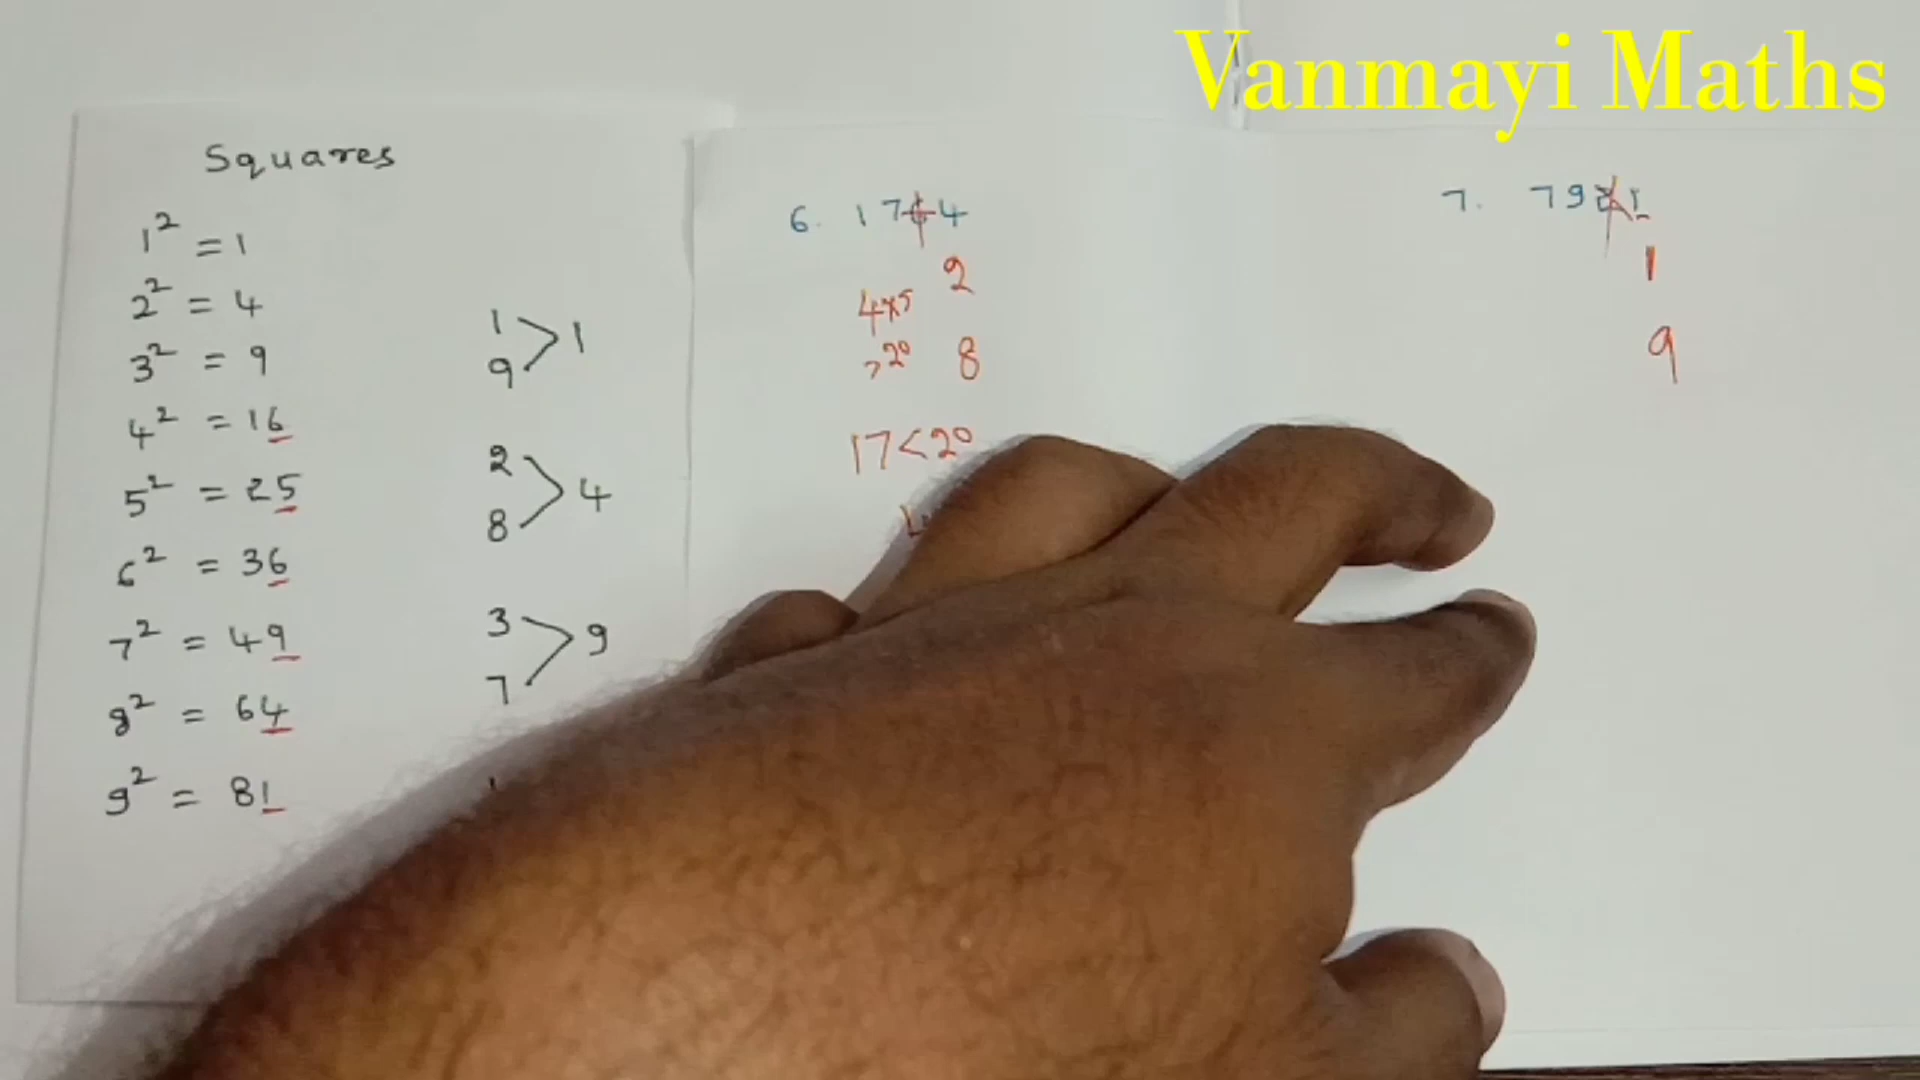 Vanmayi Maths
Squares
1² = 1
2² = 4
3² = 9
4² = 16
5² = 25
6² = 36
7² = 49
8² = 64
9² = 81
1
9 > 1
2
8 > 4
3
7 > 9
6. 1764
2
4x5
20 8
17<20
7. 7921
1
9